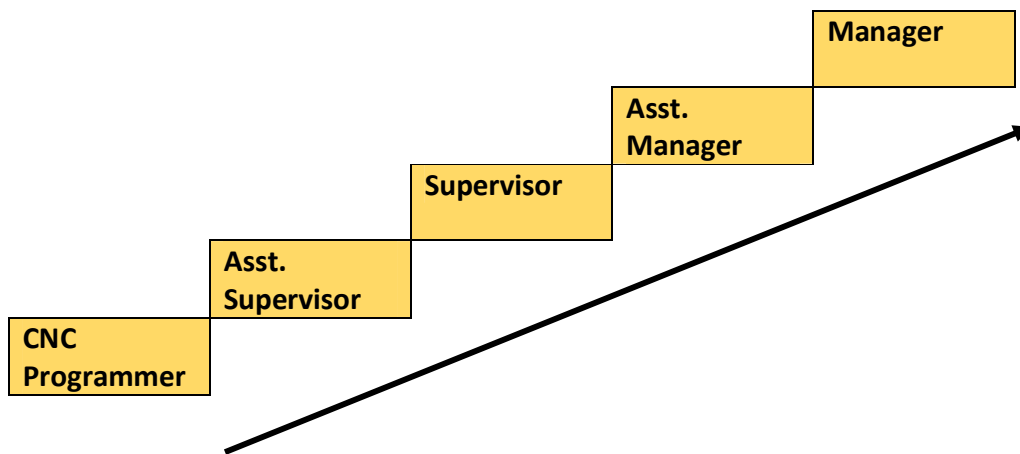 Manager
Asst.
Manager
Supervisor
Asst.
Supervisor
CNC
Programmer